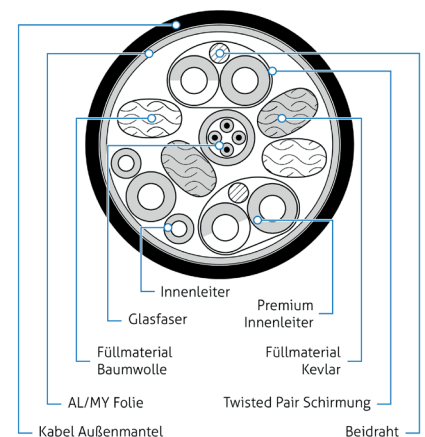 Innenleiter
Glasfaser
Premium
Innenleiter
Füllmaterial
Baumwolle
Füllmaterial
Kevlar
AL/MY Folie
Twisted Pair Schirmung
Kabel Außenmantel
Beidraht